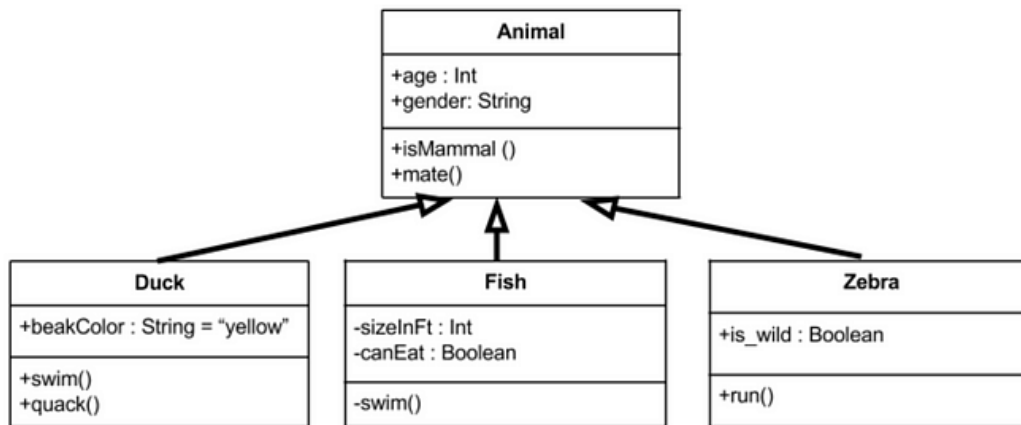 Animal
+age : Int
+gender: String
+isMammal ()
+mate()
Duck
+beakColor : String = “yellow”
+swim()
+quack()
Fish
-sizeInFt : Int
-canEat : Boolean
-swim()
Zebra
+is_wild : Boolean
+run()